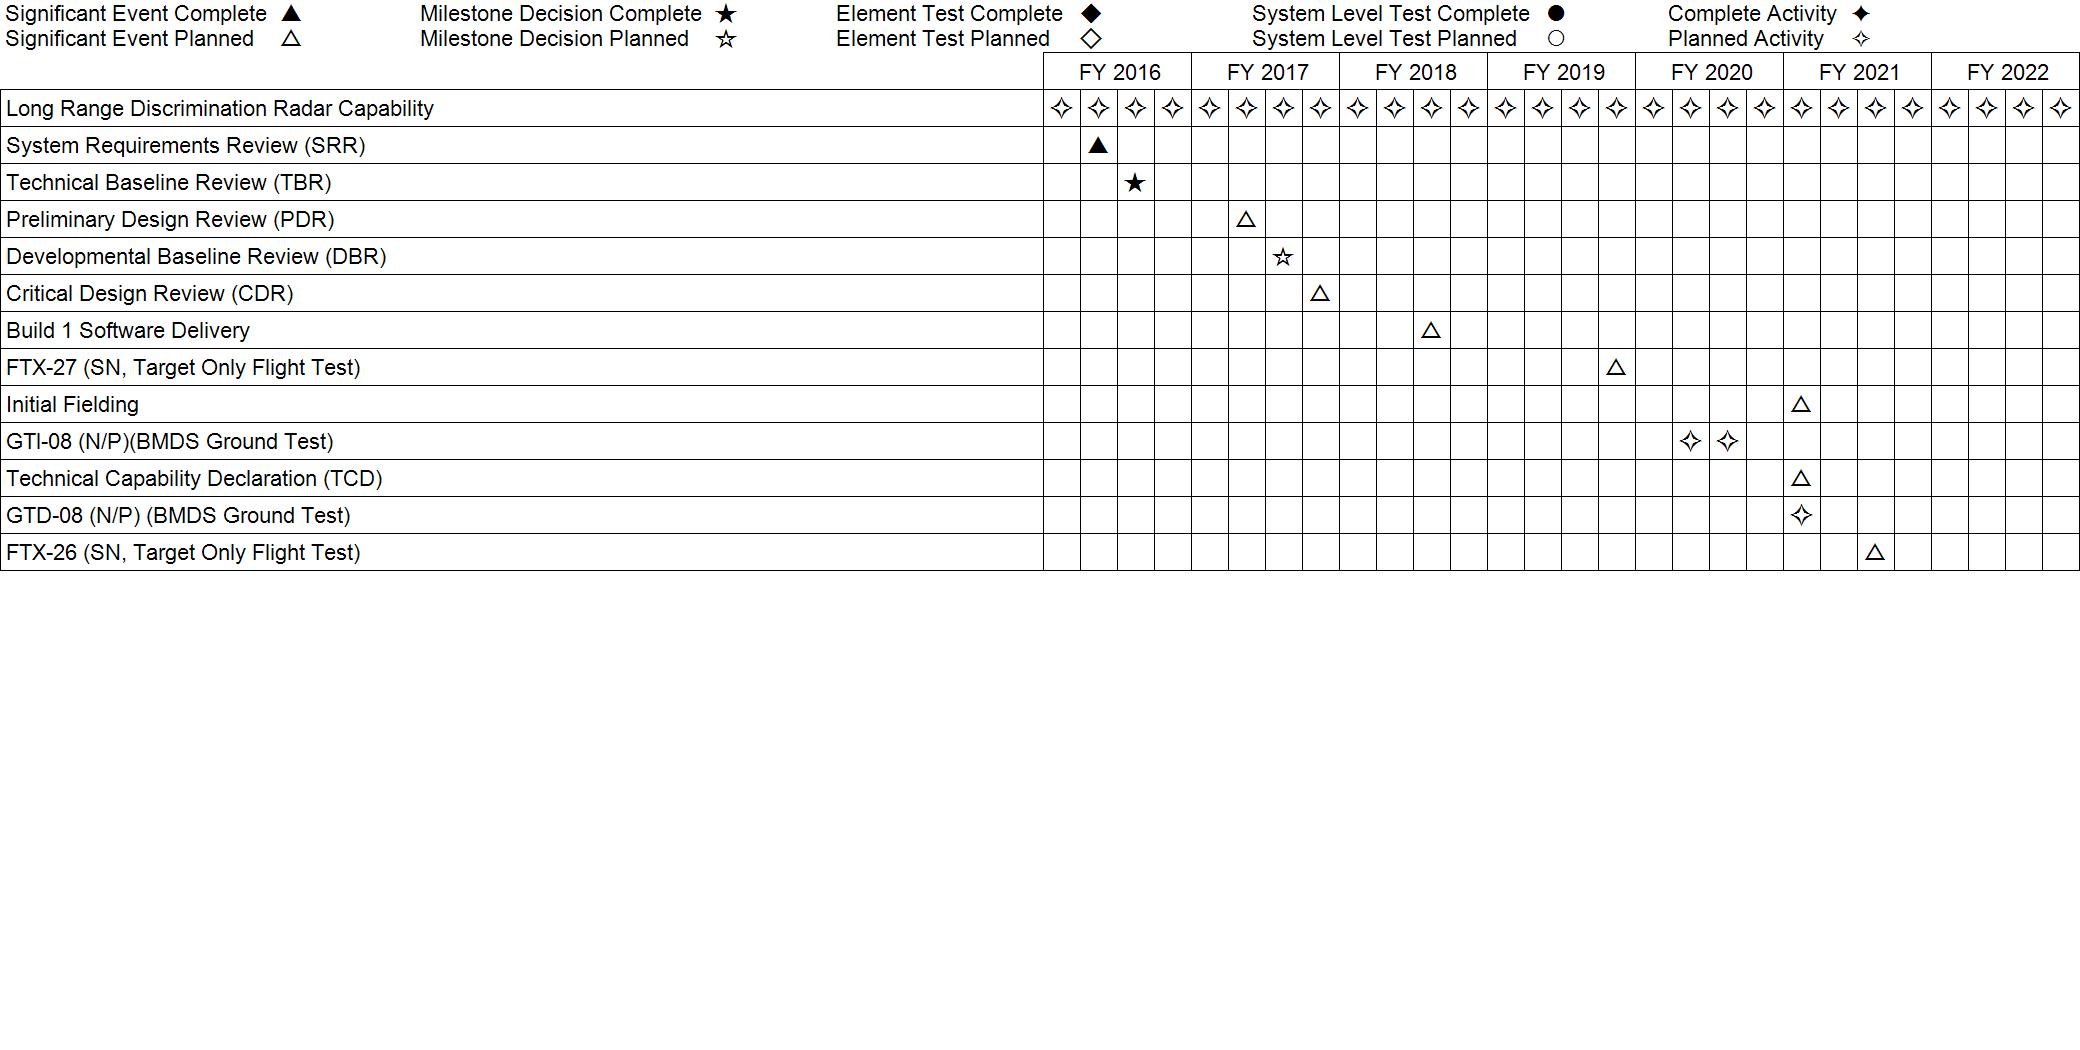 Significant Event Complete ▲ Milestone Decision Complete ★ Element Test Complete ◆ System Level Test Complete ● Complete Activity ✦
Significant Event Planned △ Milestone Decision Planned ☆ Element Test Planned ◇ System Level Test Planned ○ Planned Activity ✧
FY 2016 FY 2017 FY 2018 FY 2019 FY 2020 FY 2021 FY 2022
Long Range Discrimination Radar Capability ✧ ✧ ✧ ✧ ✧ ✧ ✧ ✧ ✧ ✧ ✧ ✧ ✧ ✧ ✧ ✧ ✧ ✧ ✧ ✧ ✧ ✧ ✧ ✧ ✧ ✧ ✧ ✧
System Requirements Review (SRR) ▲
Technical Baseline Review (TBR) ★
Preliminary Design Review (PDR) △
Developmental Baseline Review (DBR) ☆
Critical Design Review (CDR) △
Build 1 Software Delivery △
FTX-27 (SN, Target Only Flight Test) △
Initial Fielding △
GTI-08 (N/P)(BMDS Ground Test) ✧ ✧
Technical Capability Declaration (TCD) △
GTD-08 (N/P) (BMDS Ground Test) ✧
FTX-26 (SN, Target Only Flight Test) △